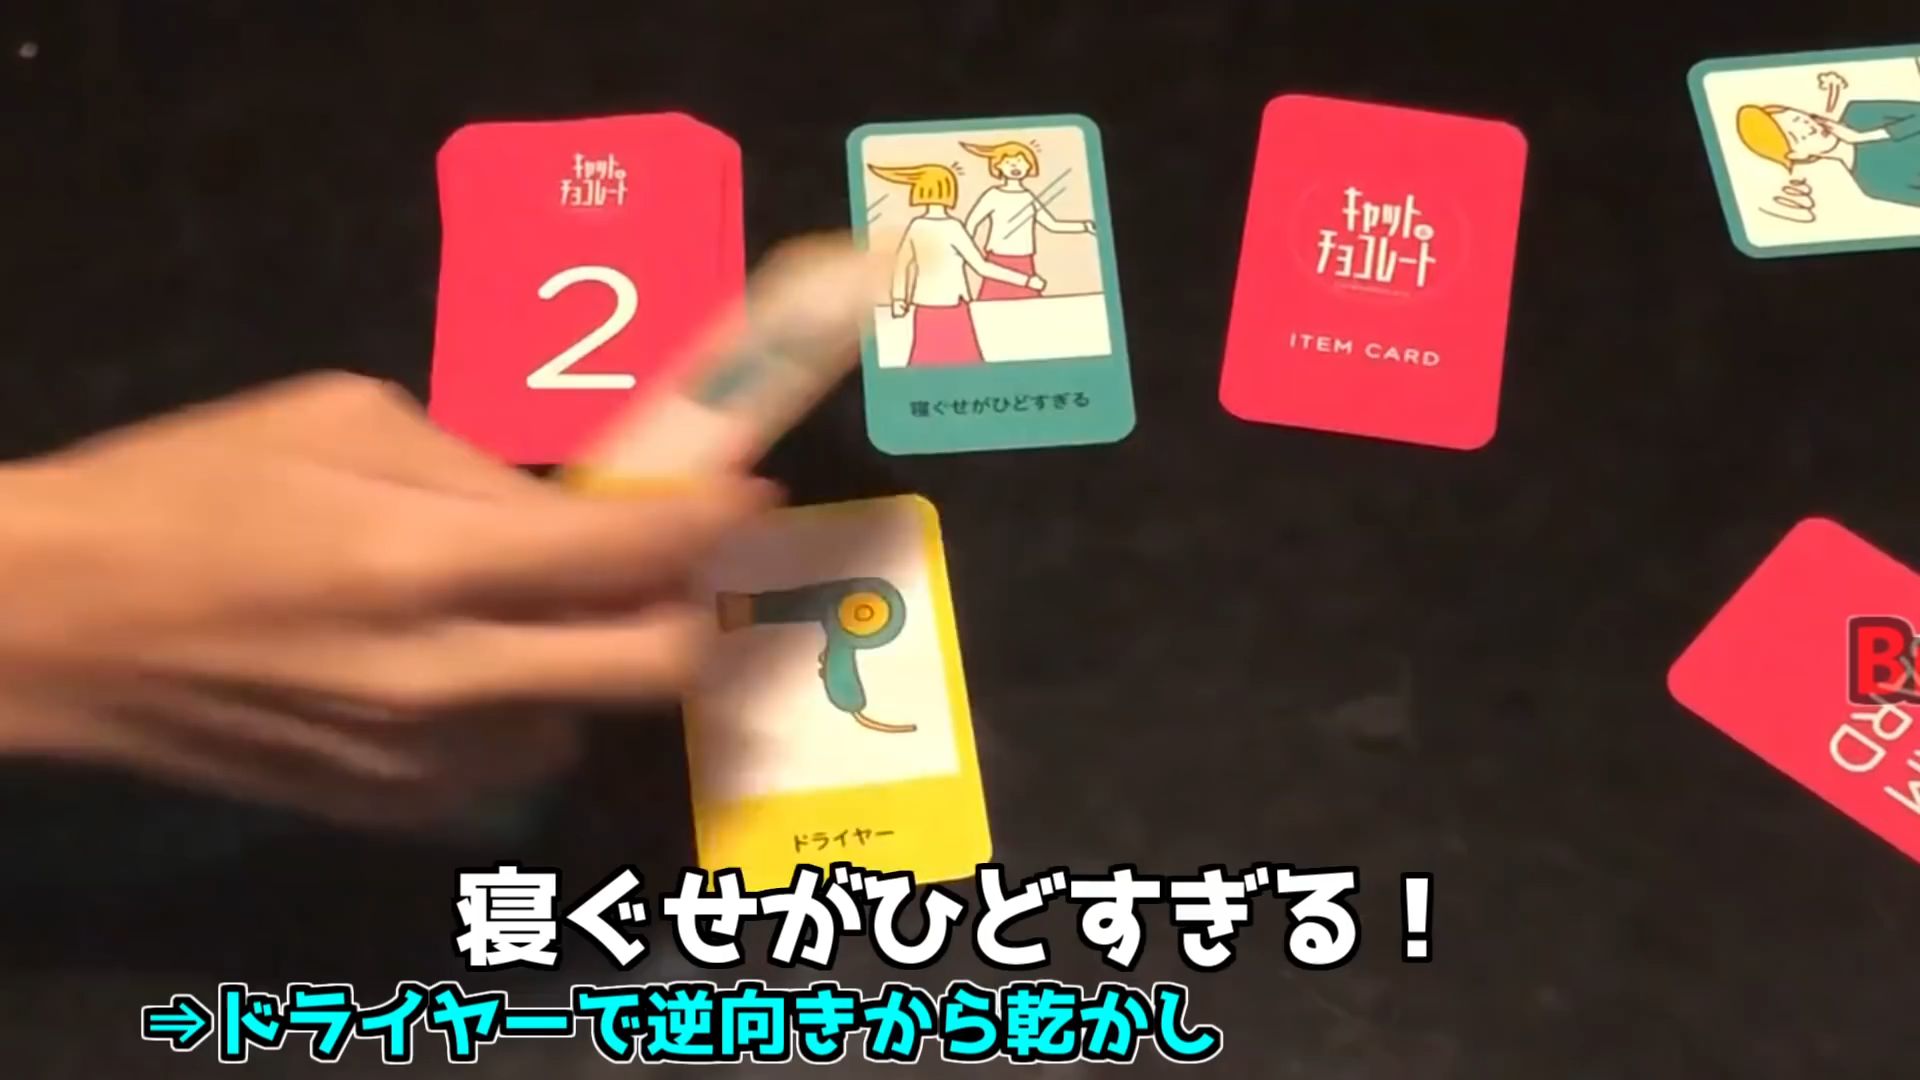 キャット&
チョコレート
2
寝ぐせがひどすぎる
キャット&
チョコレート
ITEM CARD
ドライヤー
寝ぐせがひどすぎる！
⇒ドライヤーで逆向きから乾かし